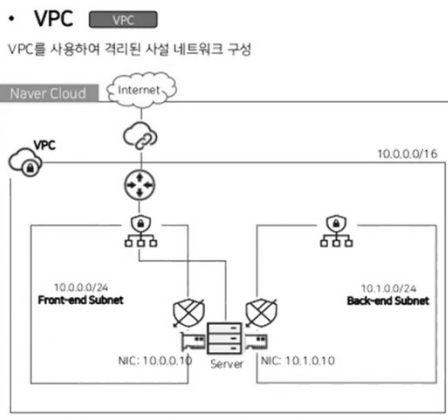 • VPC VPC
VPC를 사용하여 격리된 사설 네트워크 구성
Naver Cloud
Internet
VPC
10.0.0.0/16
10.0.0.0/24
Front-end Subnet
10.1.0.0/24
Back-end Subnet
NIC: 10.0.0.10
Server
NIC: 10.1.0.10